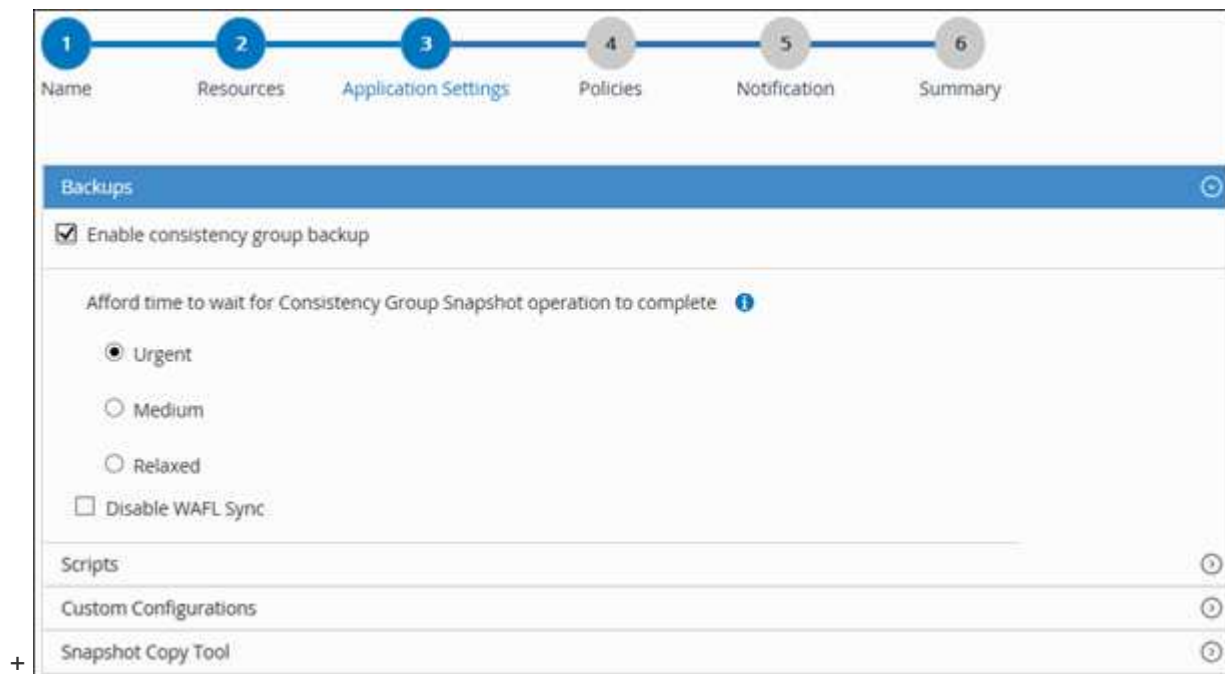 1 2 3 4 5 6
Name Resources Application Settings Policies Notification Summary
Backups
Enable consistency group backup
Afford time to wait for Consistency Group Snapshot operation to complete
Urgent
Medium
Relaxed
Disable WAFL Sync
Scripts
Custom Configurations
Snapshot Copy Tool
+